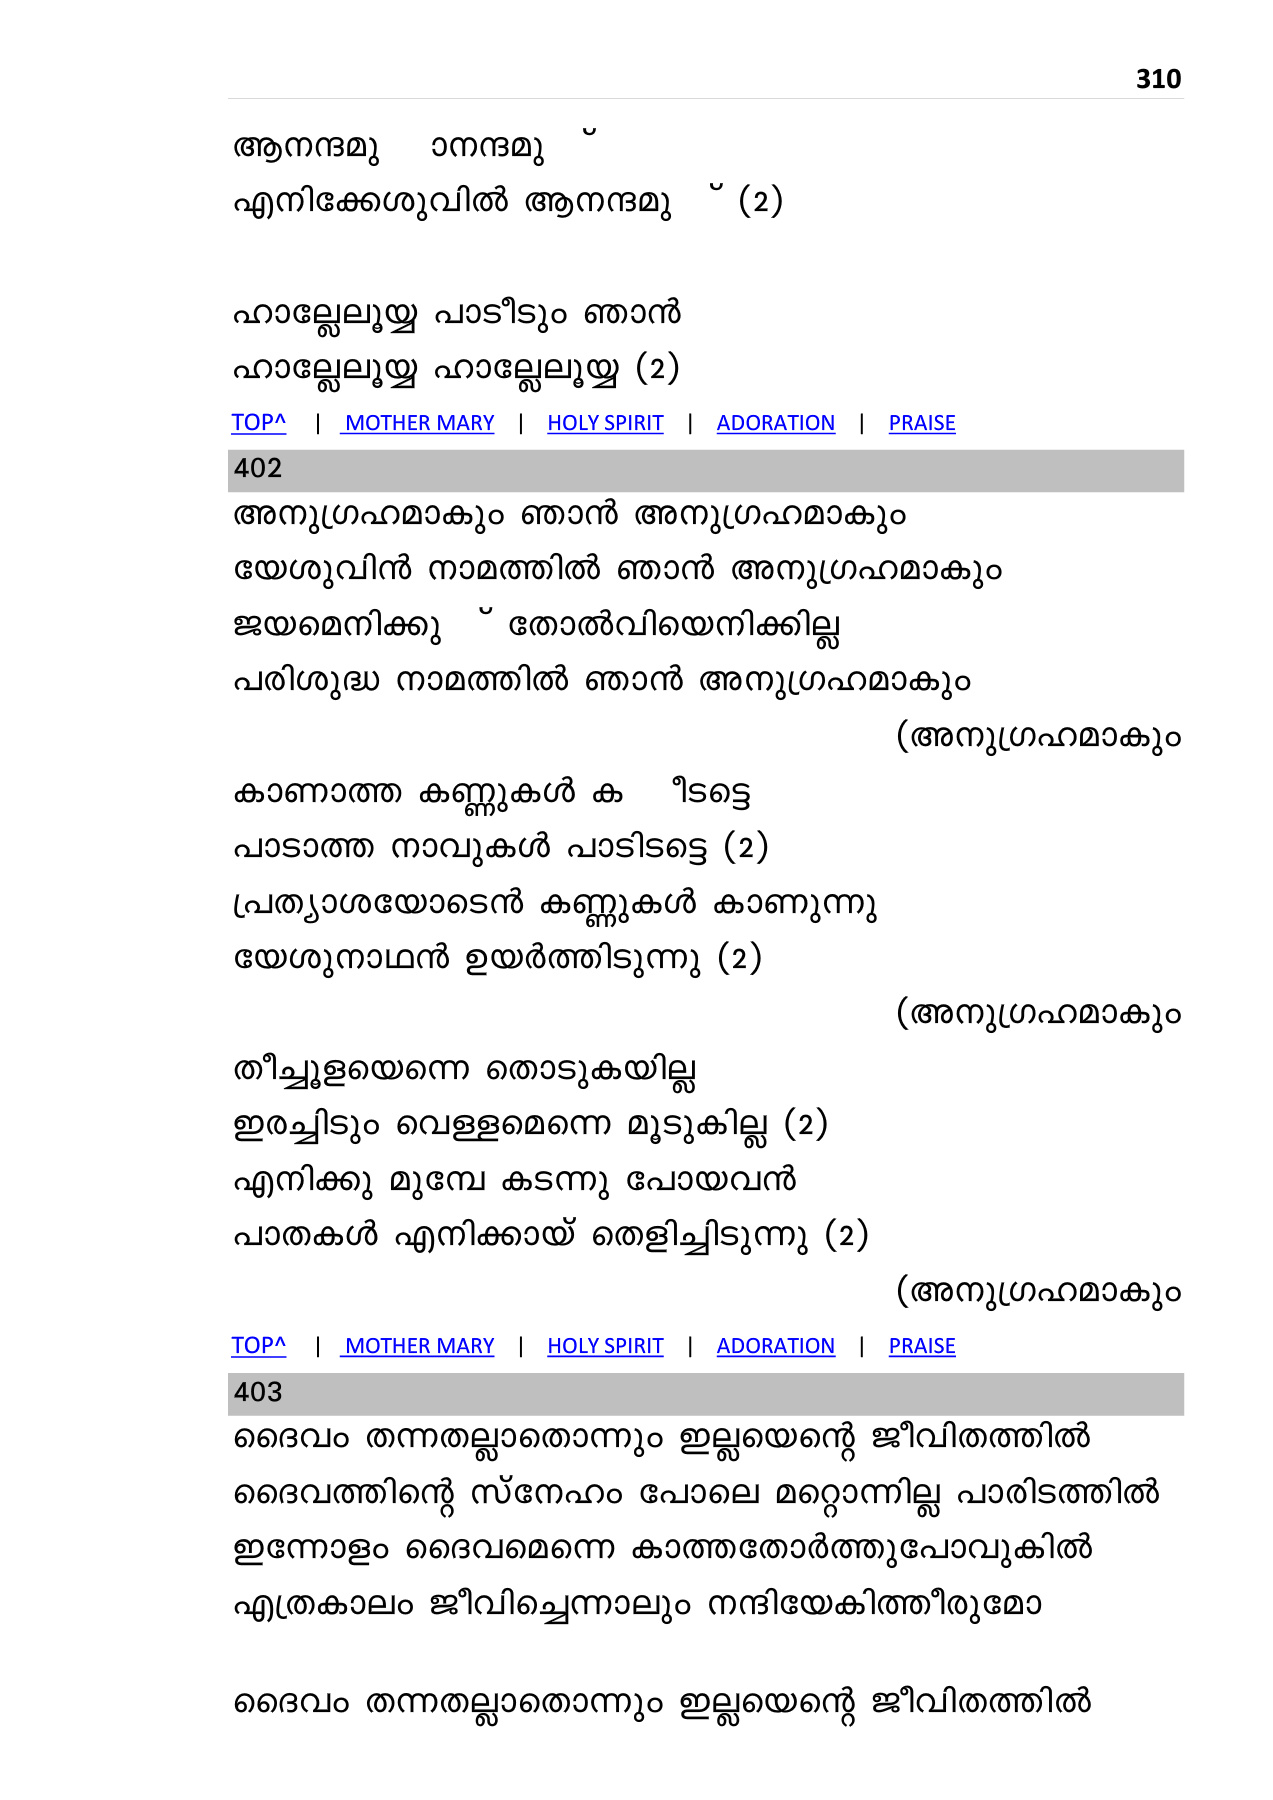 310
ആനന്ദമു ാനന്ദമു ്
എനിക്കേശുവിൽ ആനന്ദമു ് (2)
ഹാല്ലേലൂയ്യ പാടീടും ഞാൻ
ഹാല്ലേലൂയ്യ ഹാല്ലേലൂയ്യ (2)
TOP^ | MOTHER MARY | HOLY SPIRIT | ADORATION | PRAISE
402
അനുഗ്രഹമാകും ഞാൻ അനുഗ്രഹമാകും
യേശുവിൻ നാമത്തിൽ ഞാൻ അനുഗ്രഹമാകും
ജയമെനിക്കു ് തോൽവിയെനിക്കില്ല
പരിശുദ്ധ നാമത്തിൽ ഞാൻ അനുഗ്രഹമാകും
(അനുഗ്രഹമാകും
കാണാത്ത കണ്ണുകൾ ക ീടട്ടെ
പാടാത്ത നാവുകൾ പാടിടട്ടെ (2)
പ്രത്യാശയോടെൻ കണ്ണുകൾ കാണുന്നു
യേശുനാഥൻ ഉയർത്തിടുന്നു (2)
(അനുഗ്രഹമാകും
തീച്ചൂളയെന്നെ തൊടുകയില്ല
ഇരച്ചിടും വെള്ളമെന്നെ മൂടുകില്ല (2)
എനിക്കു മുമ്പേ കടന്നു പോയവൻ
പാതകൾ എനിക്കായ് തെളിച്ചിടുന്നു (2)
(അനുഗ്രഹമാകും
TOP^ | MOTHER MARY | HOLY SPIRIT | ADORATION | PRAISE
403
ദൈവം തന്നതല്ലാതൊന്നും ഇല്ലയെന്റെ ജീവിതത്തിൽ
ദൈവത്തിന്റെ സ്നേഹം പോലെ മറ്റൊന്നില്ല പാരിടത്തിൽ
ഇന്നോളം ദൈവമെന്നെ കാത്തതോർത്തുപോവുകിൽ
എത്രകാലം ജീവിച്ചെന്നാലും നന്ദിയേകിത്തീരുമോ
ദൈവം തന്നതല്ലാതൊന്നും ഇല്ലയെന്റെ ജീവിതത്തിൽ